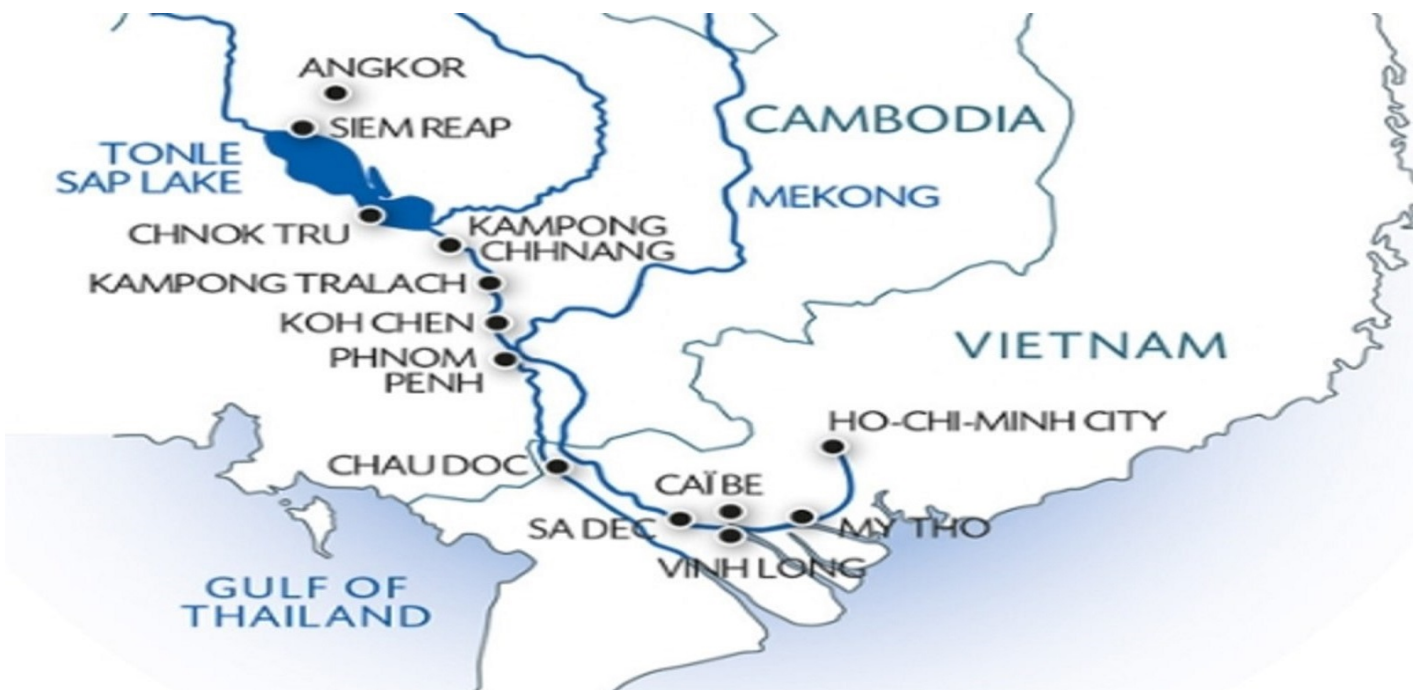 ANGKOR
SIEM REAP
CAMBODIA
TONLE
SAP LAKE
MEKONG
CHNOK TRU
KAMPONG
CHHNANG
KAMPONG TRALACH
KOH CHEN
PHNOM
PENH
VIETNAM
HO-CHI-MINH CITY
CHAU DOC
CAÏ BE
SA DEC
MY THO
VINH LONG
GULF OF
THAILAND